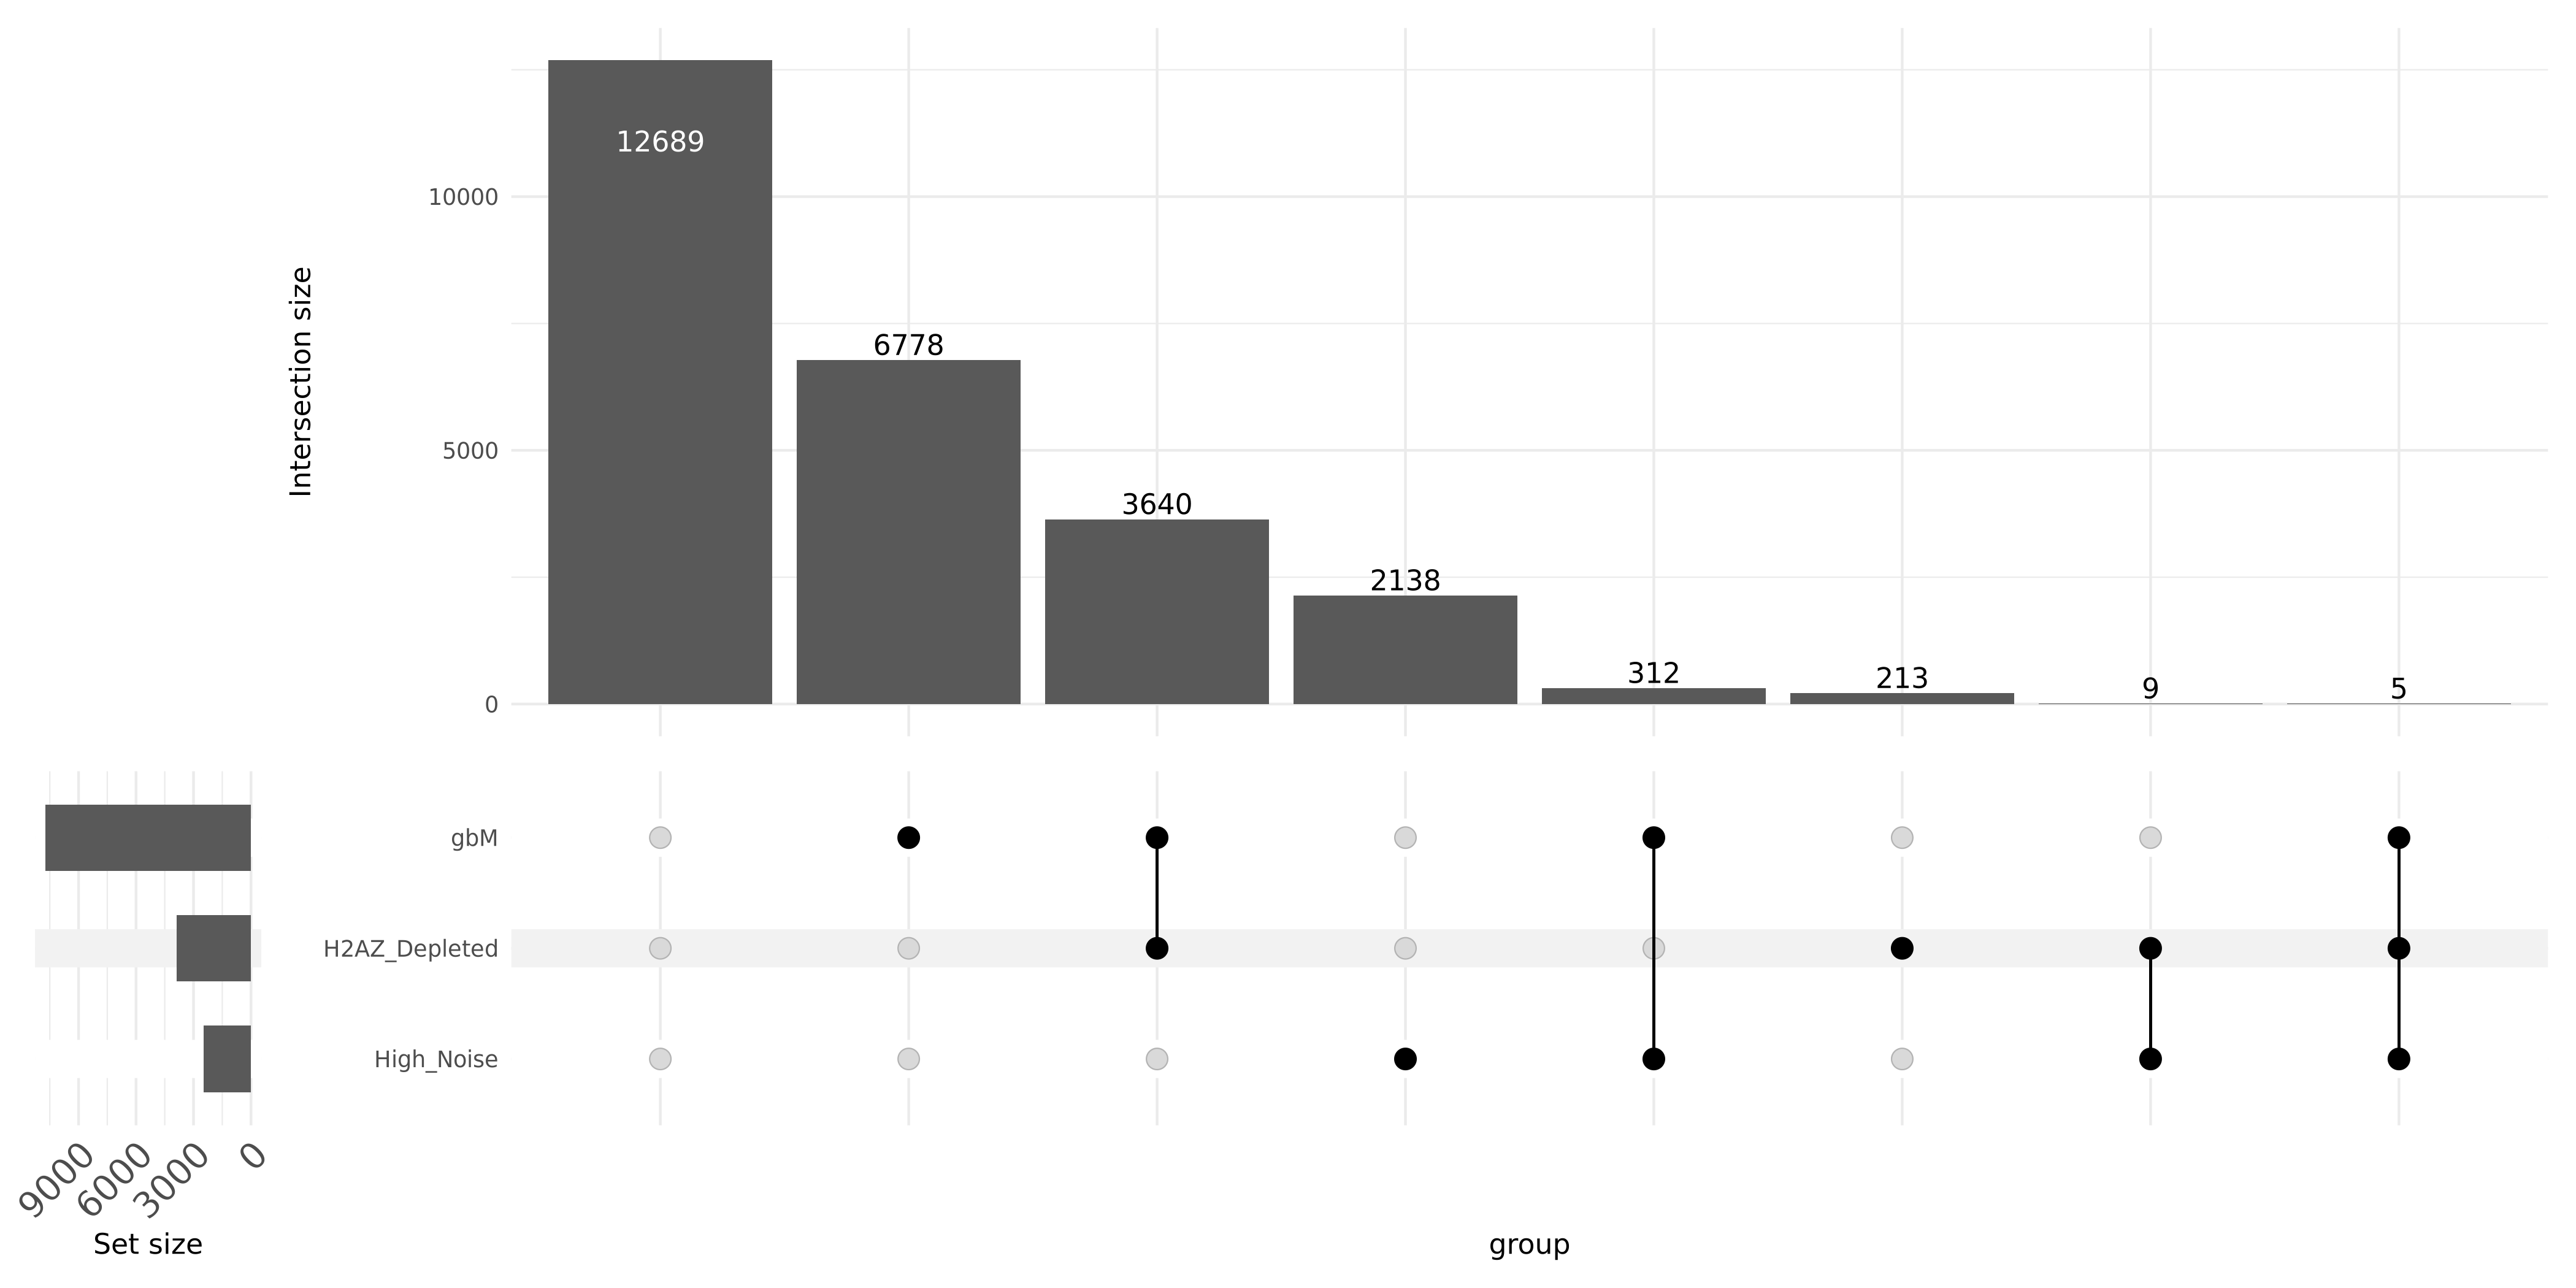 12689
6778
3640
2138
312
213
9
5
10000
5000
0
Intersection size
gbM
H2AZ_Depleted
High_Noise
9000
6000
3000
0
Set size
group